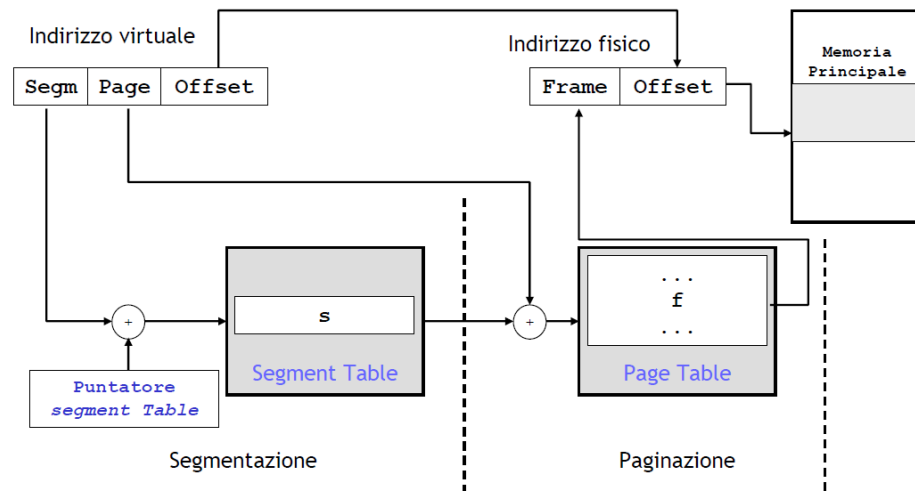 Indirizzo virtuale
Segm Page Offset
Indirizzo fisico
Frame Offset
Memoria
Principale
+
Puntatore
segment Table
s
Segment Table
+
...
f
...
Page Table
Segmentazione
Paginazione